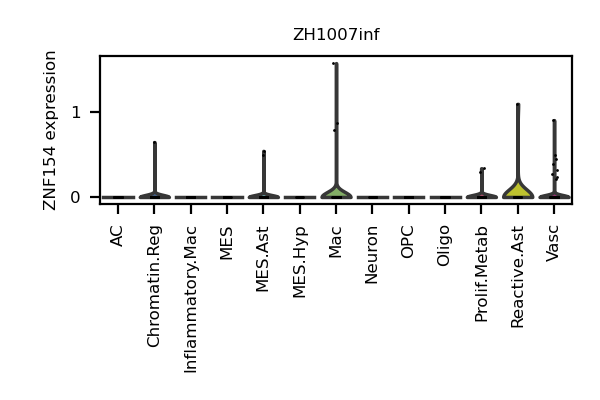 ZH1007inf
ZNF154 expression
1
0
AC
Chromatin.Reg
Inflammatory.Mac
MES
MES.Ast
MES.Hyp
Mac
Neuron
OPC
Oligo
Prolif.Metab
Reactive.Ast
Vasc